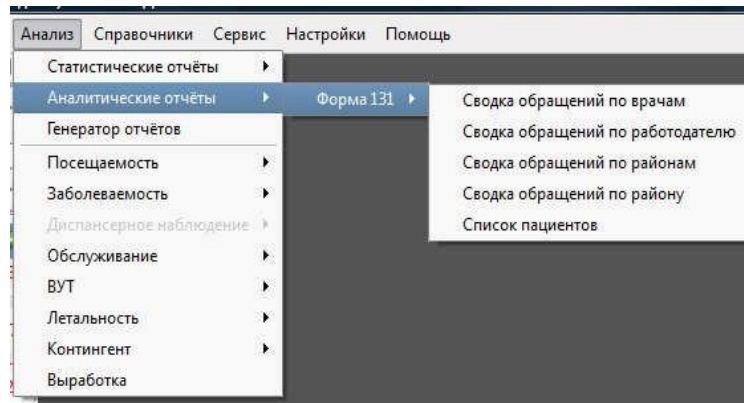 Анализ Справочники Сервис Настройки Помощь
Статистические отчёты
Аналитические отчёты
Генератор отчётов
Посещаемость
Заболеваемость
Диспансерное наблюдение
Обслуживание
ВУТ
Летальность
Контингент
Выработка
Форма 131
Сводка обращений по врачам
Сводка обращений по работодателю
Сводка обращений по районам
Сводка обращений по району
Список пациентов